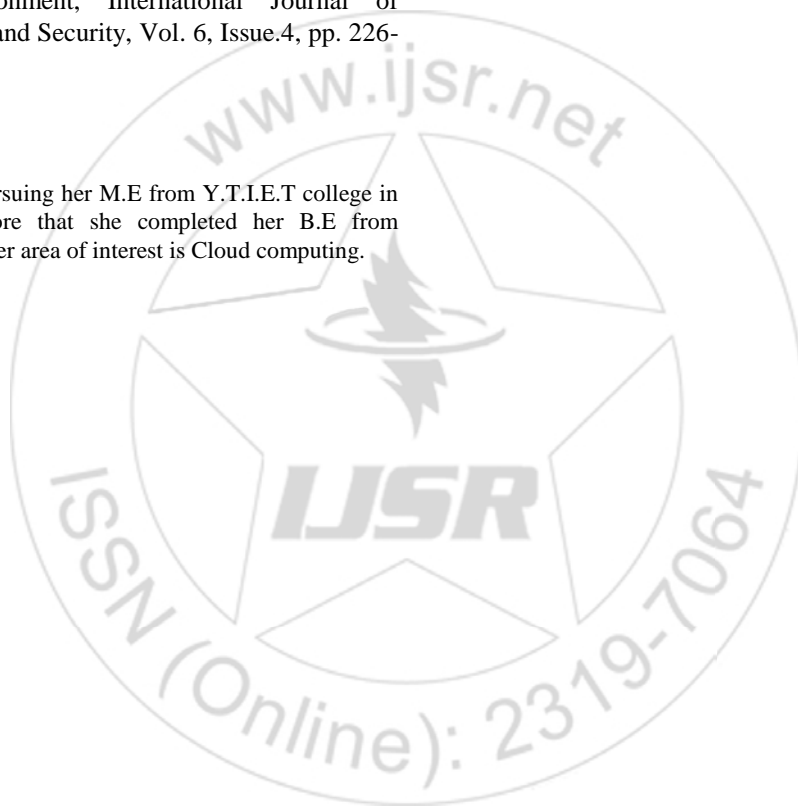 onment, International Journal of
and Security, Vol. 6, Issue.4, pp. 226-
www.ijsr.net
rsuing her M.E from Y.T.I.E.T college in
ore that she completed her B.E from
er area of interest is Cloud computing.
IJSR
ISSN (Online): 2319-7064